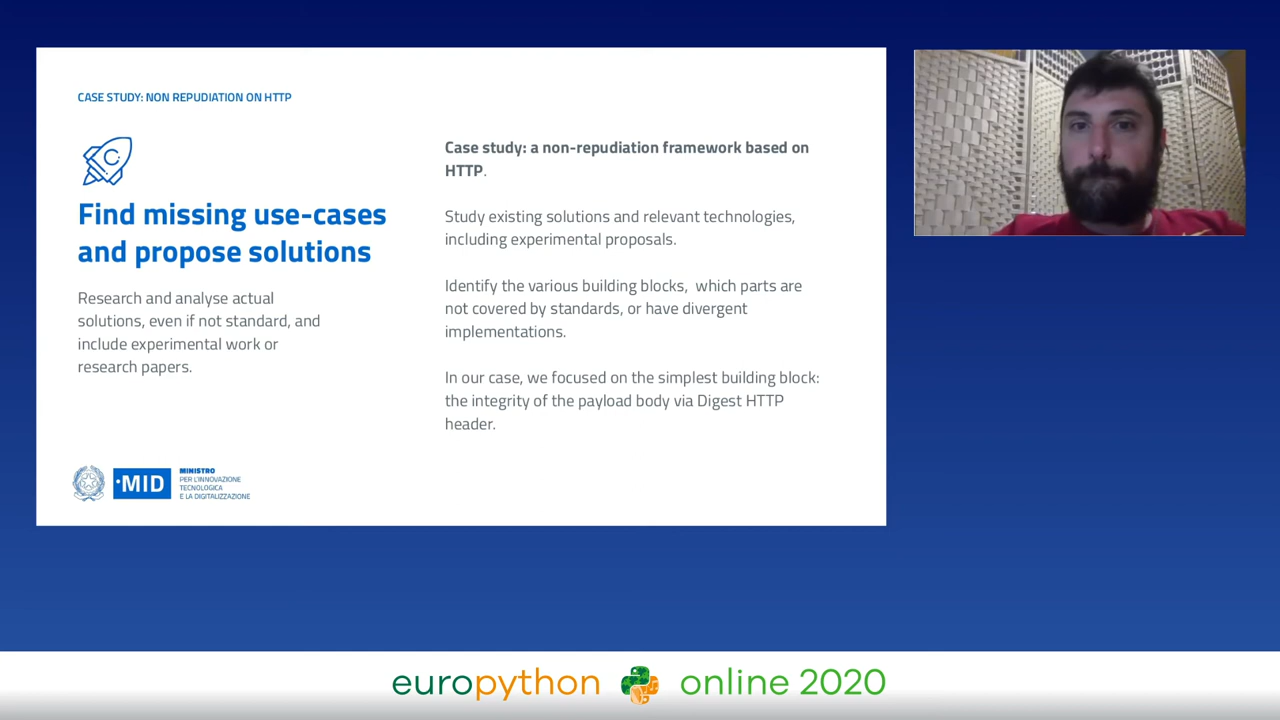 CASE STUDY: NON REPUDIATION ON HTTP
Find missing use-cases
and propose solutions
Research and analyse actual
solutions, even if not standard, and
include experimental work or
research papers.
Case study: a non-repudiation framework based on
HTTP.
Study existing solutions and relevant technologies,
including experimental proposals.
Identify the various building blocks, which parts are
not covered by standards, or have divergent
implementations.
In our case, we focused on the simplest building block:
the integrity of the payload body via Digest HTTP
header.
MID
MINISTRO
PER L'INNOVAZIONE
TECNOLOGICA
E LA DIGITALIZZAZIONE
europython online 2020